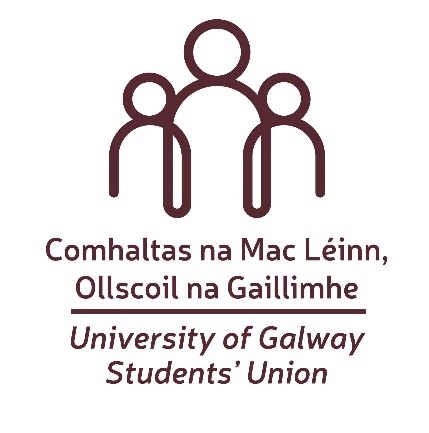 Comhaltas na Mac Léinn,
Ollscoil na Gaillimhe
University of Galway
Students’ Union